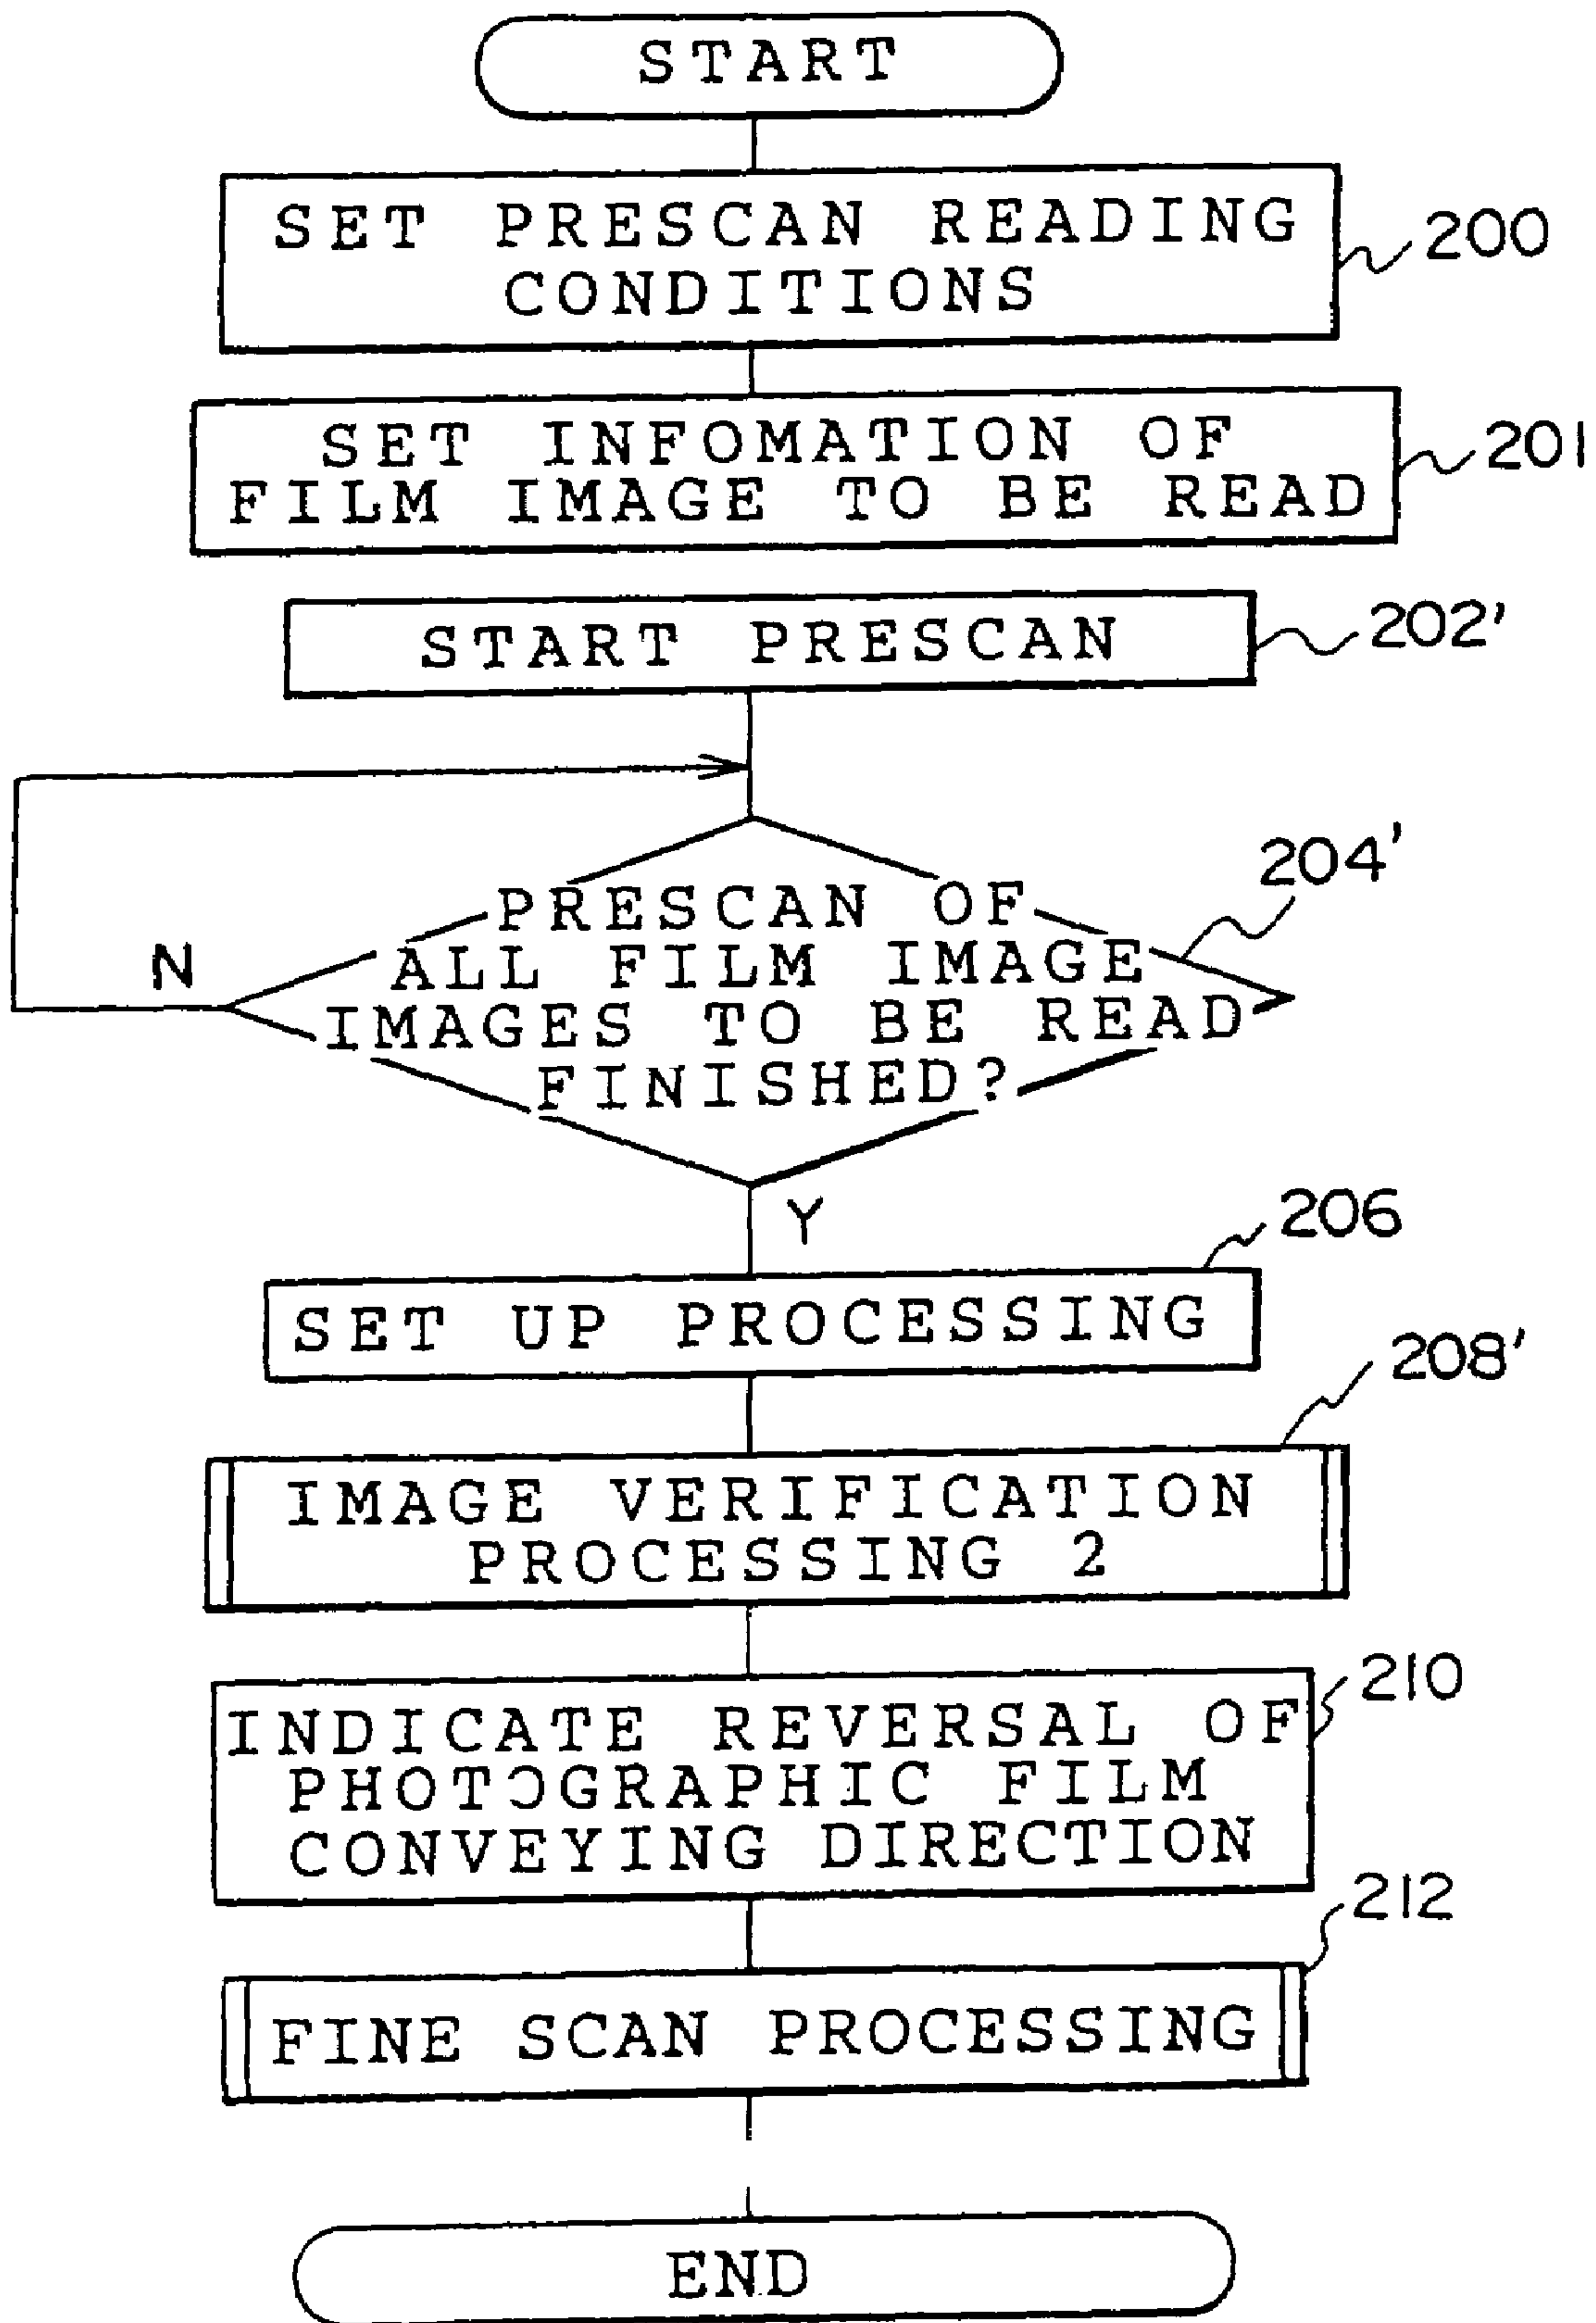 START
SET PRESCAN READING
CONDITIONS
200
SET INFOMATION OF
FILM IMAGE TO BE READ
201
START PRESCAN
202'
PRESCAN OF
ALL FILM IMAGE
IMAGES TO BE READ
FINISHED?
204'
N
Y
206
SET UP PROCESSING
208'
IMAGE VERIFICATION
PROCESSING 2
210
INDICATE REVERSAL OF
PHOTOGRAPHIC FILM
CONVEYING DIRECTION
212
FINE SCAN PROCESSING
END